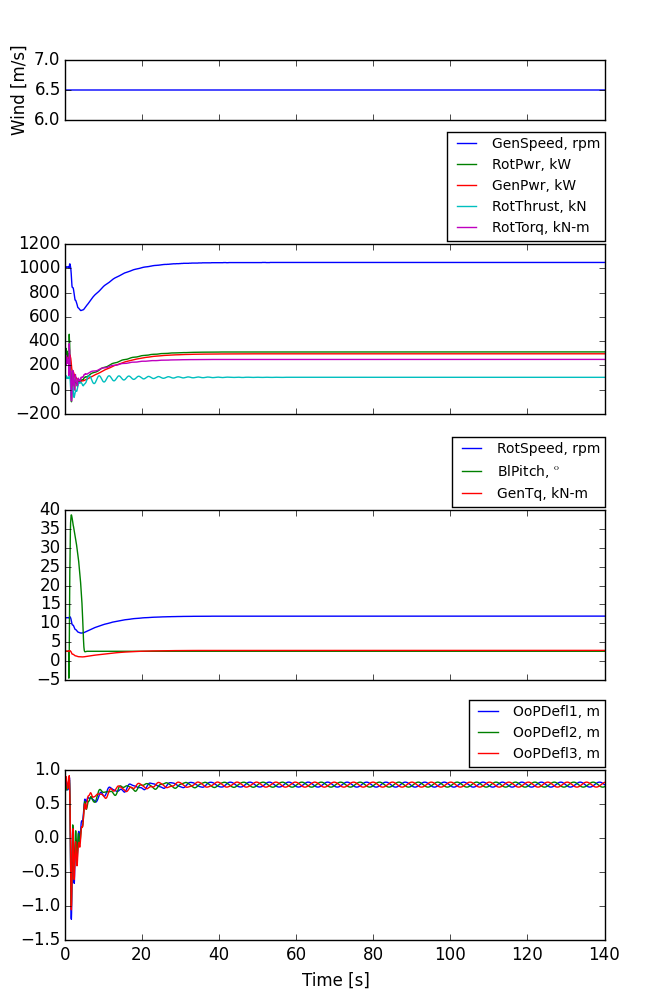 Wind [m/s]
7.0
6.5
6.0
GenSpeed, rpm
RotPwr, kW
GenPwr, kW
RotThrust, kN
RotTorq, kN-m
1200
1000
800
600
400
200
0
−200
RotSpeed, rpm
BlPitch, °
GenTq, kN-m
40
35
30
25
20
15
10
5
0
−5
OoPDefl1, m
OoPDefl2, m
OoPDefl3, m
1.0
0.5
0.0
−0.5
−1.0
−1.5
0 20 40 60 80 100 120 140
Time [s]